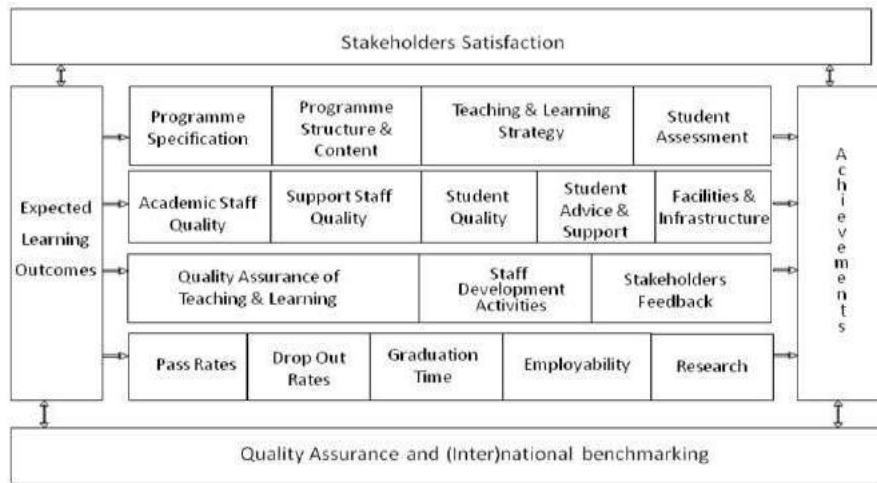 Stakeholders Satisfaction
Expected
Learning
Outcomes
Programme
Specification
Programme
Structure &
Content
Teaching & Learning
Strategy
Student
Assessment
Academic Staff
Quality
Support Staff
Quality
Student
Quality
Student
Advice &
Support
Facilities &
Infrastructure
Quality Assurance of
Teaching & Learning
Staff
Development
Activities
Stakeholders
Feedback
Pass Rates
Drop Out
Rates
Graduation
Time
Employability
Research
Achievements
Quality Assurance and (Inter)national benchmarking